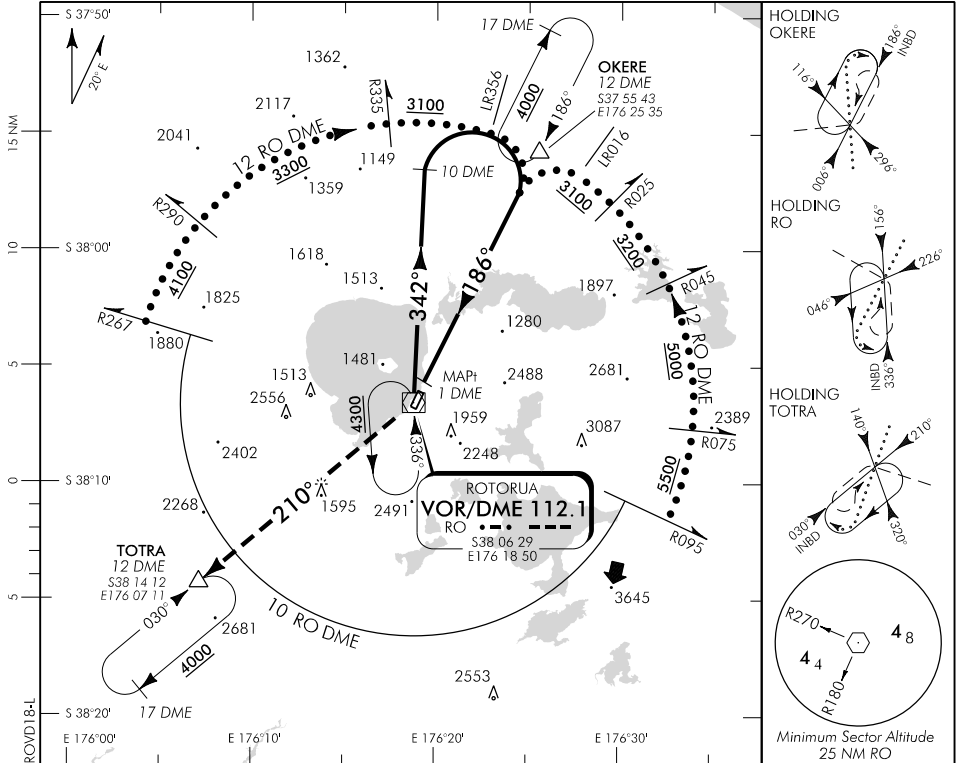 S 37°50'
20° E
15 NM
10
5
0
5
S 38°00'
S 38°10'
S 38°20'
E 176°00'
E 176°10'
E 176°20'
E 176°30'
ROVD18-L
1362
2117
2041
12 RO DME
3300
1359
1149
R335
3100
LR356
17 DME
4000
186°
OKERE
12 DME
S37 55 43
E176 25 35
LR016
10 DME
3100
R025
3200
R045
R290
4100
R267
1825
1880
1618
1513
342°
186°
1897
1280
12 RO DME
5000
1481
MAPt
1 DME
2488
2681
1513
2556
4300
336°
1959
2248
3087
2389
R075
2402
2268
210°
1595
2491
5500
R095
ROTORUA
VOR/DME 112.1
RO
S38 06 29
E176 18 50
TOTRA
12 DME
S38 14 12
E176 07 11
030°
2681
4000
17 DME
10 RO DME
3645
2553
HOLDING
OKERE
186°
INBD
116°
006°
296°
HOLDING
RO
156°
226°
046°
INBD
336°
HOLDING
TOTRA
140°
210°
030°
INBD
320°
R270
4 8
4 4
R180
Minimum Sector Altitude
25 NM RO